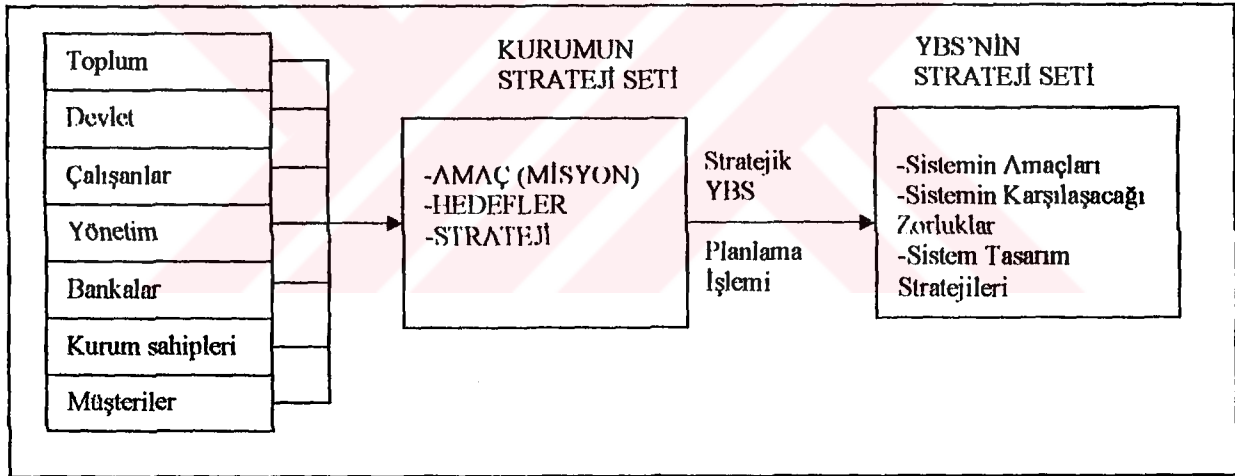 Toplum
Devlet
Çalışanlar
Yönetim
Bankalar
Kurum sahipleri
Müşteriler
KURUMUN
STRATEJİ SETİ
-AMAÇ (MİSYON)
-HEDEFLER
-STRATEJİ
Stratejik
YBS
Planlama
İşlemi
YBS'NİN
STRATEJİ SETİ
-Sistemin Amaçları
-Sistemin Karşılaşacağı
Zorluklar
-Sistem Tasarım
Stratejileri